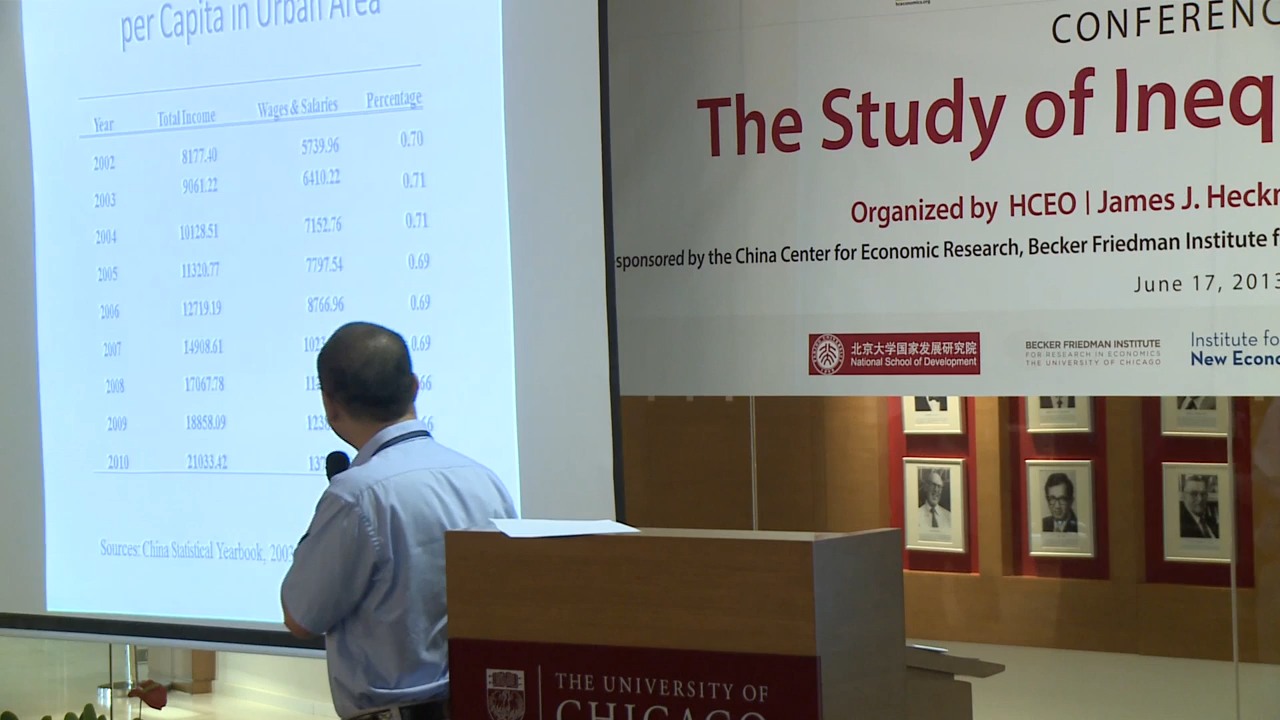 per Capita in Urban Area
Year Total Income Wages & Salaries Percentage
2002 8177.40 5739.96 0.70
2003 9061.22 6410.22 0.71
2004 10128.51 7152.76 0.71
2005 11320.77 7797.54 0.69
2006 12719.19 8766.96 0.69
2007 14908.61 0.69
2008 17067.78
2009 18858.09
2010 21033.42
Sources: China Statistical Yearbook,
CONFERENC
The Study of Ineq
Organized by HCEO | James J. Heckm
sponsored by the China Center for Economic Research, Becker Friedman Institute f
June 17, 2013
北京大学国家发展研究院
National School of Development
BECKER FRIEDMAN INSTITUTE
FOR RESEARCH IN ECONOMICS
THE UNIVERSITY OF CHICAGO
Institute fo
New Econo
THE UNIVERSITY OF
CHICAGO